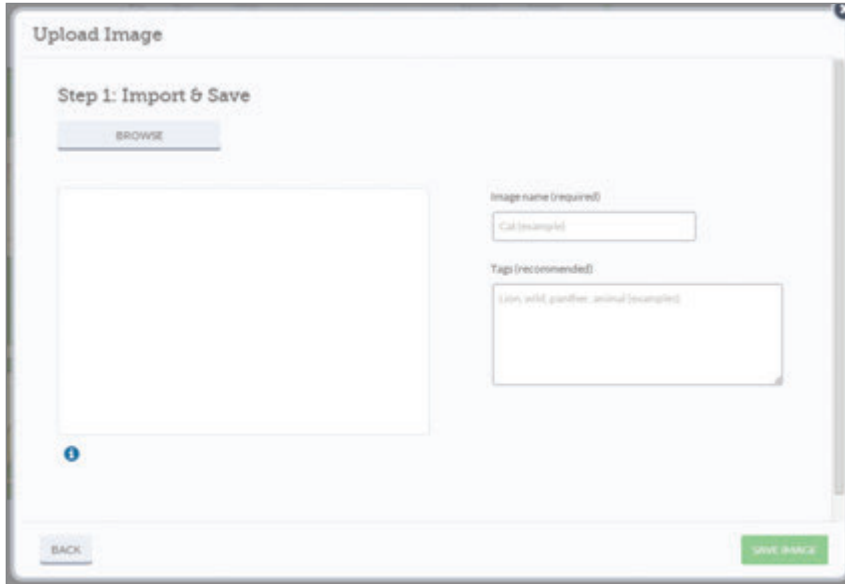 Upload Image
Step 1: Import & Save
BROWSE
Image name (required)
Cat (example)
Tags (recommended)
Lion, wild, panther, animal (examples)
BACK
SAVE IMAGE